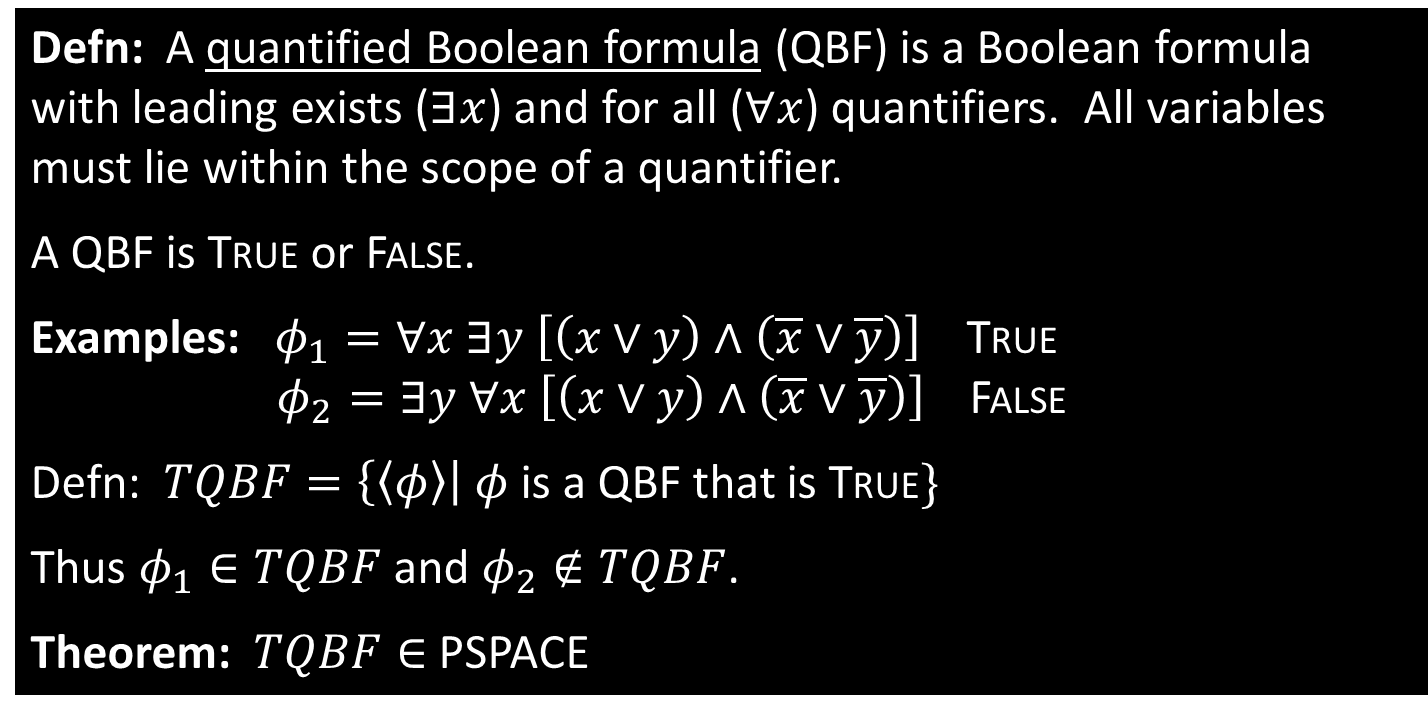 Defn: A quantified Boolean formula (QBF) is a Boolean formula
with leading exists (∃𝑥) and for all (∀𝑥) quantifiers. All variables
must lie within the scope of a quantifier.
A QBF is TRUE or FALSE.
Examples: 𝜙₁ = ∀𝑥 ∃𝑦 [(𝑥 ∨ 𝑦) ∧ (x̅ ∨ y̅)] TRUE
𝜙₂ = ∃𝑦 ∀𝑥 [(𝑥 ∨ 𝑦) ∧ (x̅ ∨ y̅)] FALSE
Defn: 𝑇𝑄𝐵𝐹 = {⟨𝜙⟩| 𝜙 is a QBF that is TRUE}
Thus 𝜙₁ ∈ 𝑇𝑄𝐵𝐹 and 𝜙₂ ∉ 𝑇𝑄𝐵𝐹.
Theorem: 𝑇𝑄𝐵𝐹 ∈ PSPACE